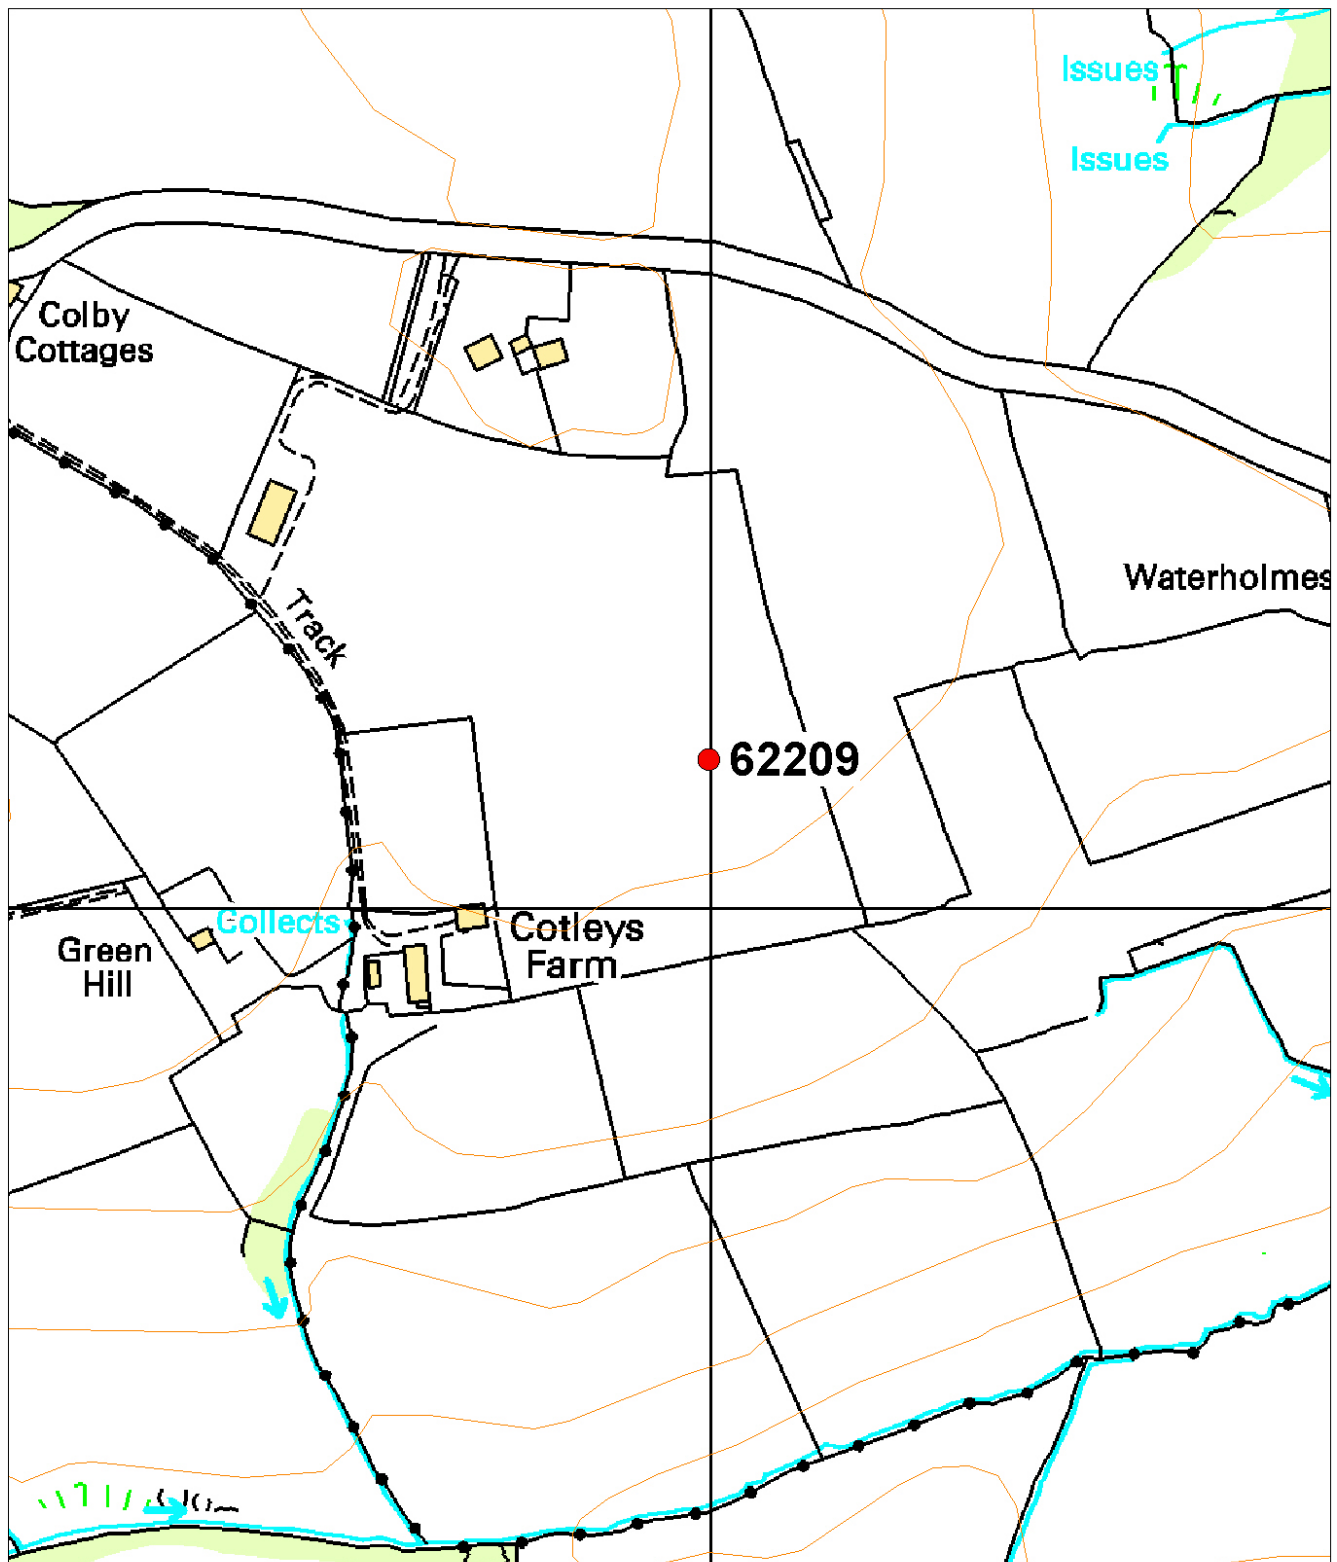 Issues
Issues
Colby
Cottages
Waterholmes
Track
62209
Collects
Cotleys
Farm
Green
Hill